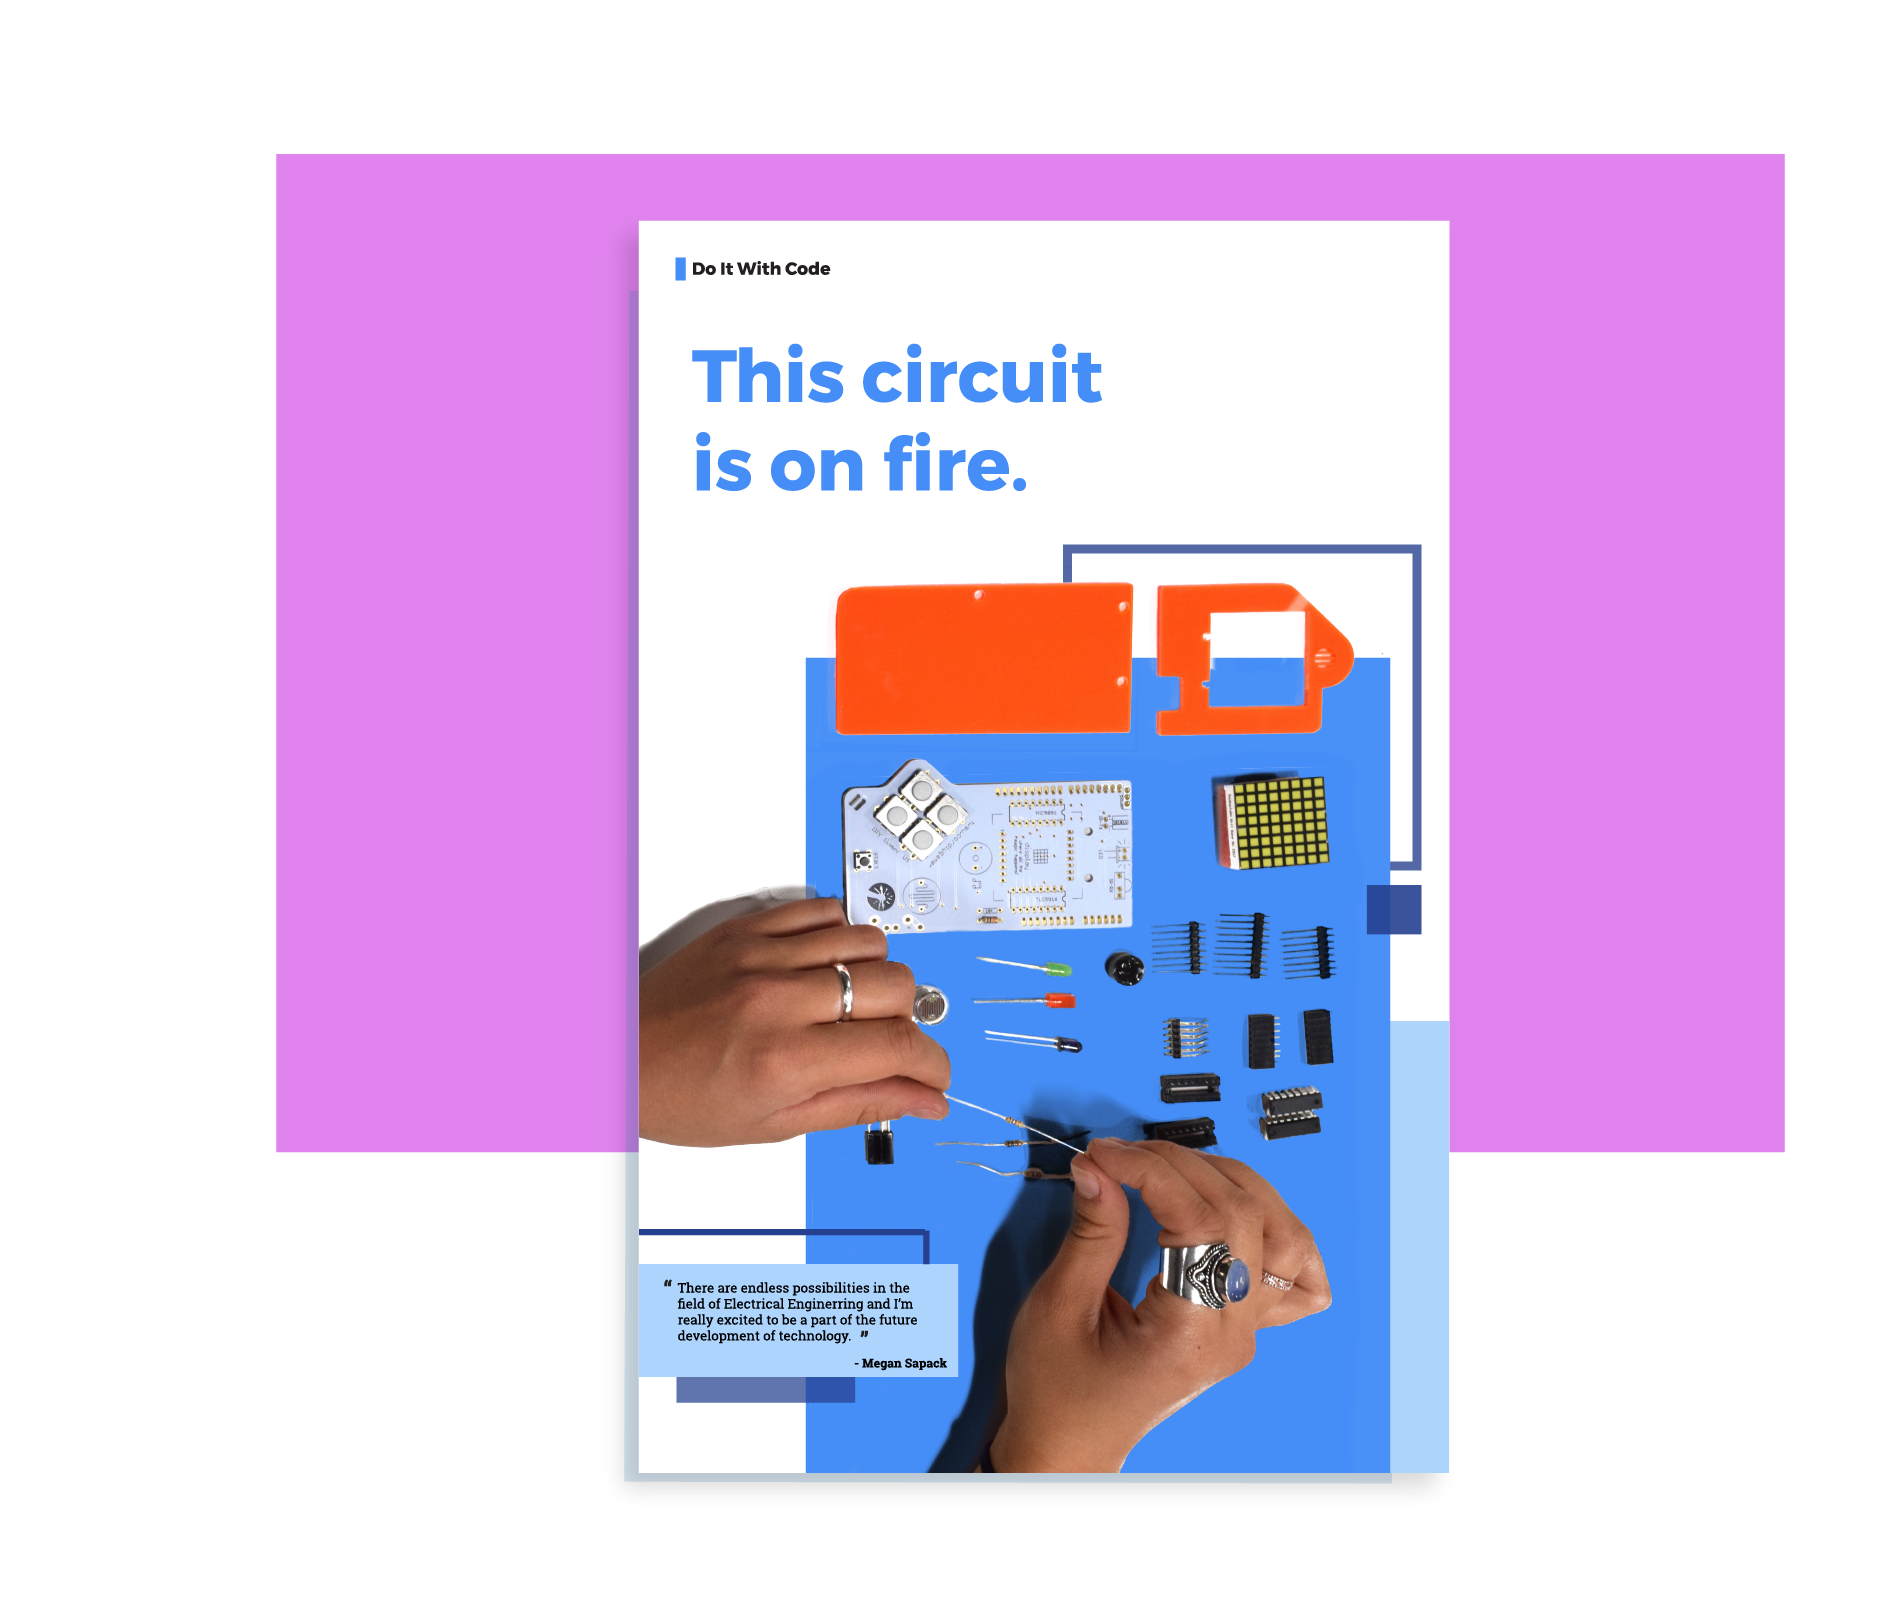 Do It With Code
This circuit
is on fire.
“ There are endless possibilities in the
field of Electrical Enginerring and I'm
really excited to be a part of the future
development of technology. ”
- Megan Sapack